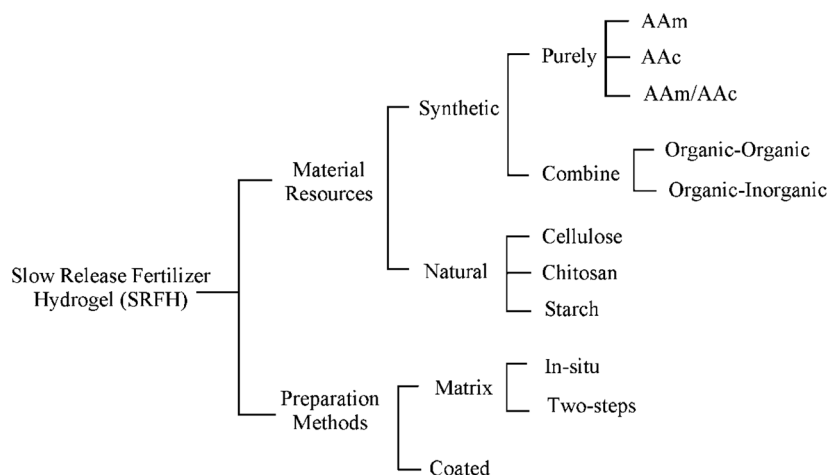 AAm
Purely
AAc
AAm/AAc
Synthetic
Organic-Organic
Combine
Organic-Inorganic
Material
Resources
Cellulose
Natural
Chitosan
Starch
Slow Release Fertilizer
Hydrogel (SRFH)
In-situ
Matrix
Two-steps
Preparation
Methods
Coated